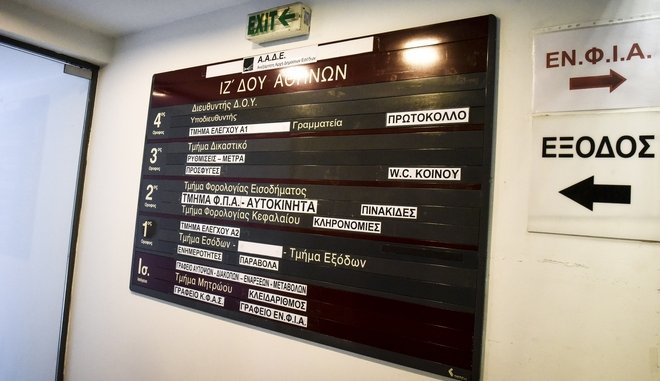 EXIT
Α.Α.Δ.Ε.
Ανεξάρτητη Αρχή Δημοσίων Εσόδων
ΙΖ' ΔΟΥ ΑΘΗΝΩΝ
4ος
Όροφος
Διευθυντής Δ.Ο.Υ.
Υποδιευθυντής
ΤΜΗΜΑ ΕΛΕΓΧΟΥ Α1 Γραμματεία ΠΡΩΤΟΚΟΛΛΟ
3ος
Όροφος
Τμήμα Δικαστικό
ΡΥΘΜΙΣΕΙΣ – ΜΕΤΡΑ
ΠΡΟΣΦΥΓΕΣ W.C. ΚΟΙΝΟΥ
2ος
Όροφος
Τμήμα Φορολογίας Εισοδήματος
ΤΜΗΜΑ Φ.Π.Α.- ΑΥΤΟΚΙΝΗΤΑ ΠΙΝΑΚΙΔΕΣ
Τμήμα Φορολογίας Κεφαλαίου ΚΛΗΡΟΝΟΜΙΕΣ
1ος
Όροφος
ΤΜΗΜΑ ΕΛΕΓΧΟΥ Α2
Τμήμα Εσόδων - - Τμήμα Εξόδων
ΕΝΗΜΕΡΟΤΗΤΕΣ ΠΑΡΑΒΟΛΑ
Ισ.
ΓΡΑΦΕΙΟ ΑΥΤΟΨΙΩΝ - ΔΙΑΚΟΠΩΝ – ΕΝΑΡΞΕΩΝ - ΜΕΤΑΒΟΛΩΝ
Τμήμα Μητρώου ΚΛΕΙΔΑΡΙΘΜΟΣ
ΓΡΑΦΕΙΟ Κ.Φ.Α.Σ. ΓΡΑΦΕΙΟ ΕΝ.Φ.Ι.Α.
ΕΝ.Φ.Ι.Α.
ΕΞΟΔΟΣ